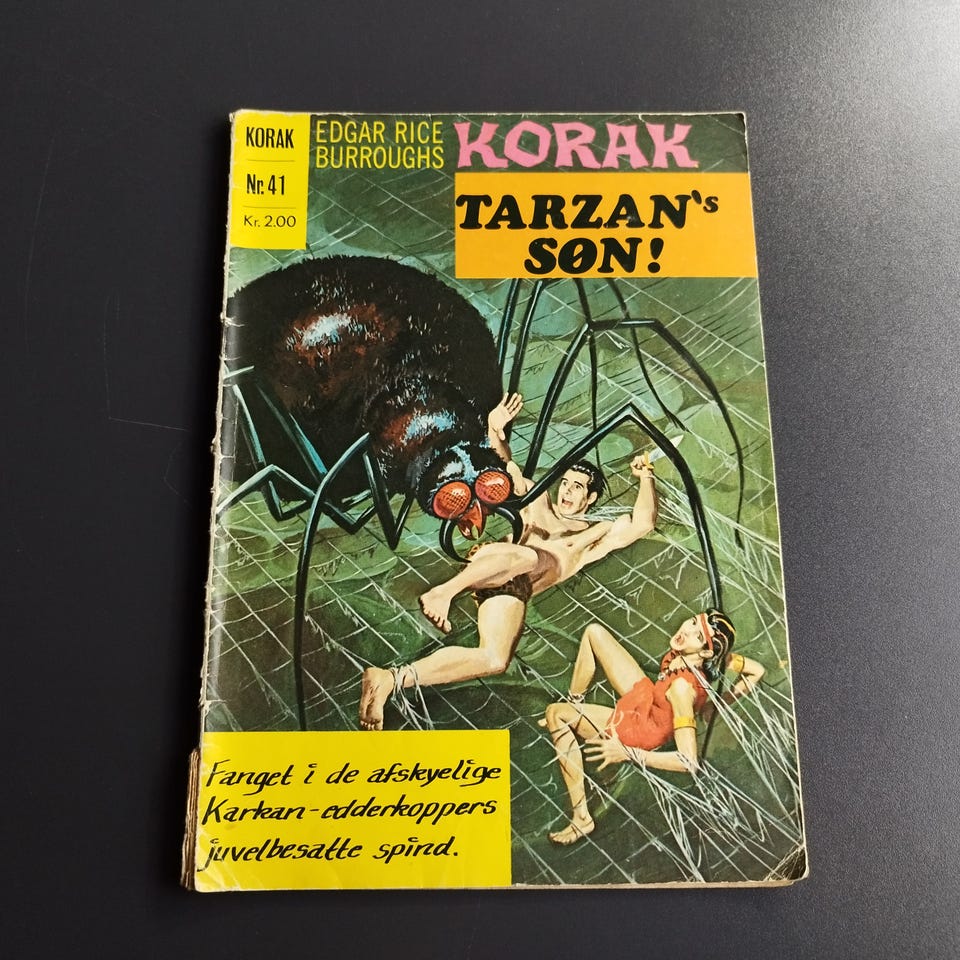 KORAK
Nr. 41
Kr. 2.00
EDGAR RICE
BURROUGHS
KORAK
TARZAN's
SØN!
Fanget i de afskyelige
Karkan-edderkoppers
juvelbesatte spind.